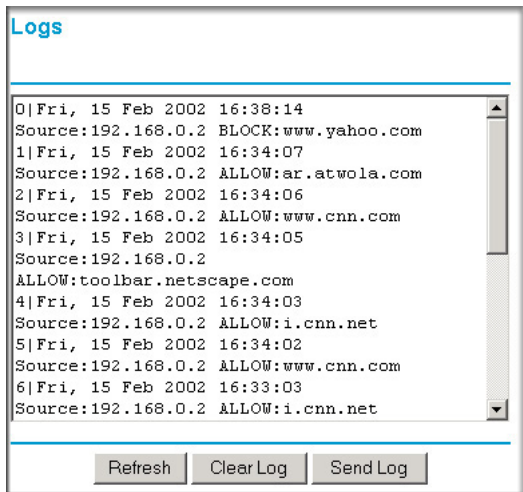 Logs
0|Fri, 15 Feb 2002 16:38:14
Source:192.168.0.2 BLOCK:www.yahoo.com
1|Fri, 15 Feb 2002 16:34:07
Source:192.168.0.2 ALLOW:ar.atwola.com
2|Fri, 15 Feb 2002 16:34:06
Source:192.168.0.2 ALLOW:www.cnn.com
3|Fri, 15 Feb 2002 16:34:05
Source:192.168.0.2
ALLOW:toolbar.netscape.com
4|Fri, 15 Feb 2002 16:34:03
Source:192.168.0.2 ALLOW:i.cnn.net
5|Fri, 15 Feb 2002 16:34:02
Source:192.168.0.2 ALLOW:www.cnn.com
6|Fri, 15 Feb 2002 16:33:03
Source:192.168.0.2 ALLOW:i.cnn.net
Refresh Clear Log Send Log